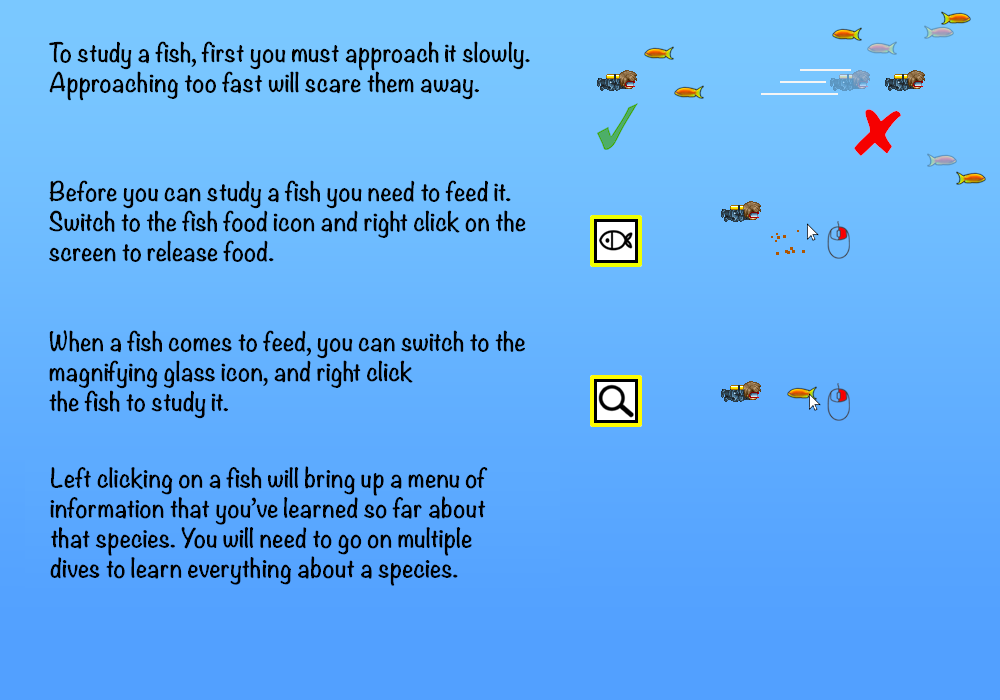 To study a fish, first you must approach it slowly.
Approaching too fast will scare them away.
Before you can study a fish you need to feed it.
Switch to the fish food icon and right click on the
screen to release food.
When a fish comes to feed, you can switch to the
magnifying glass icon, and right click
the fish to study it.
Left clicking on a fish will bring up a menu of
information that you've learned so far about
that species. You will need to go on multiple
dives to learn everything about a species.